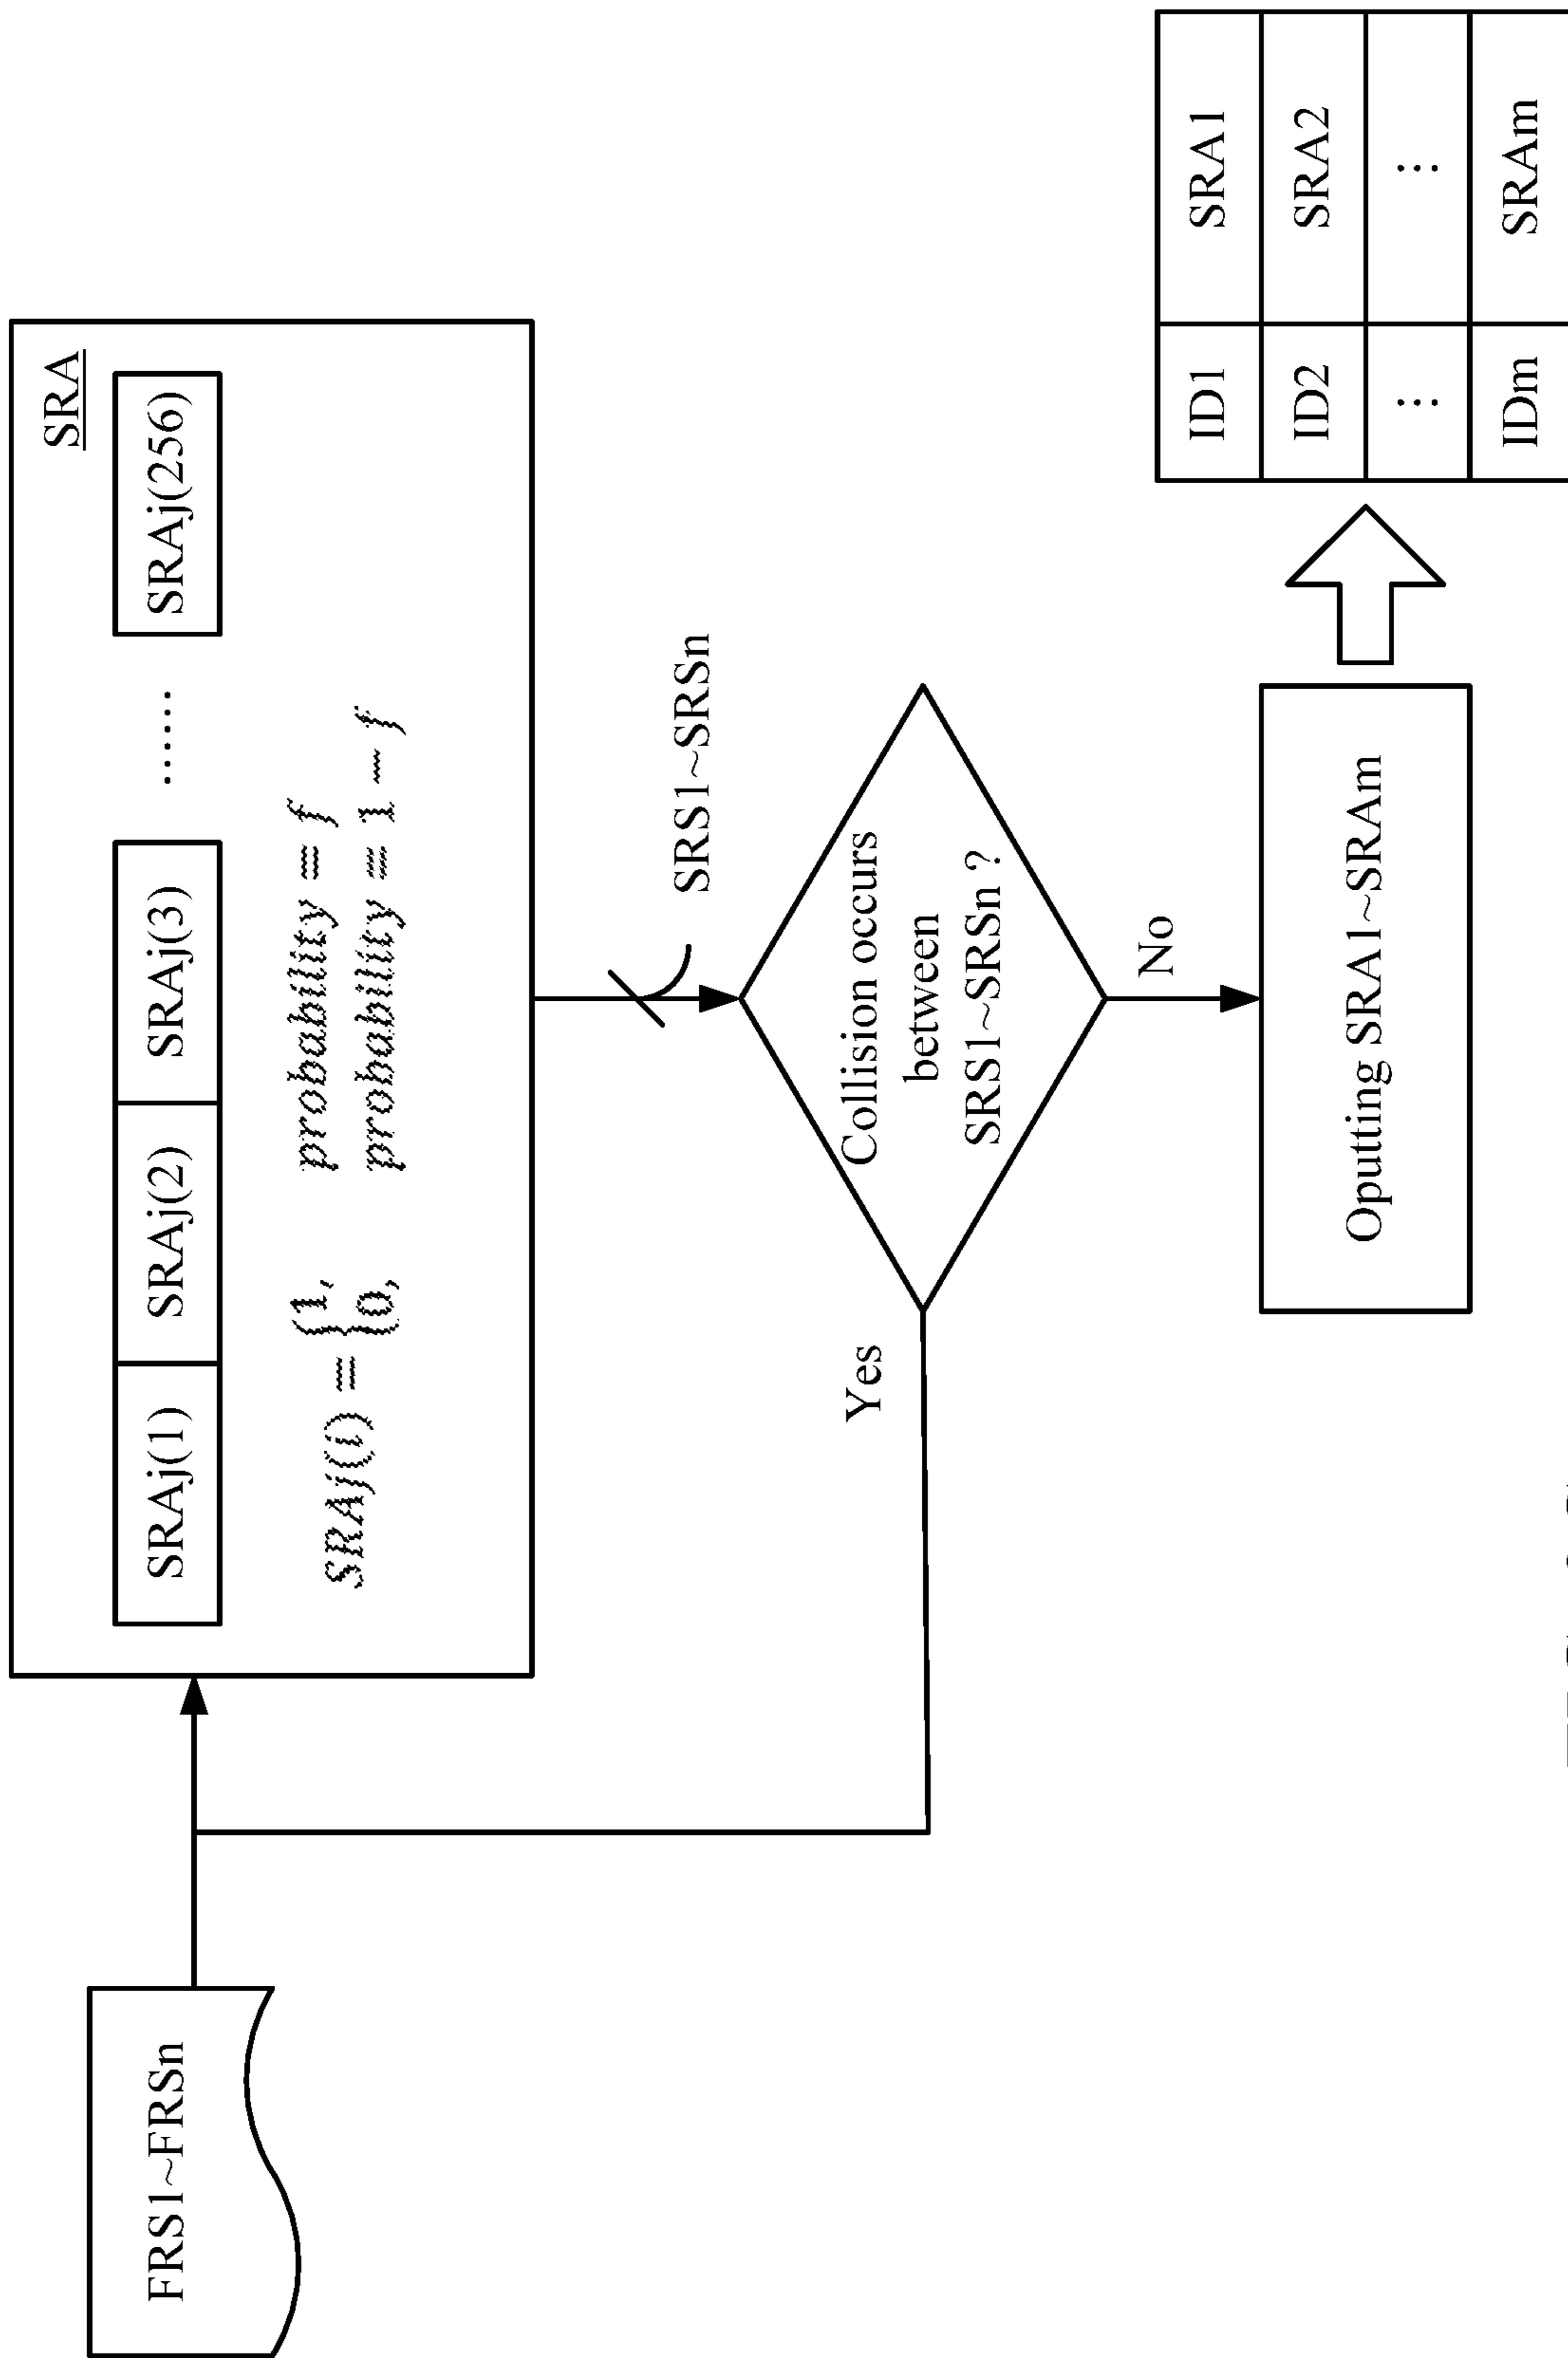 FRS1~FRSn
SRA
SRAj(1) SRAj(2) SRAj(3) ...... SRAj(256)
SRAj(i) = {1, probability = f
{0, probability = 1 − f
SRS1~SRSn
Collision occurs
between
SRS1~SRSn ?
Yes
No
Oputting SRA1~SRAm
ID1 SRA1
ID2 SRA2
⋮ ⋮
IDm SRAm